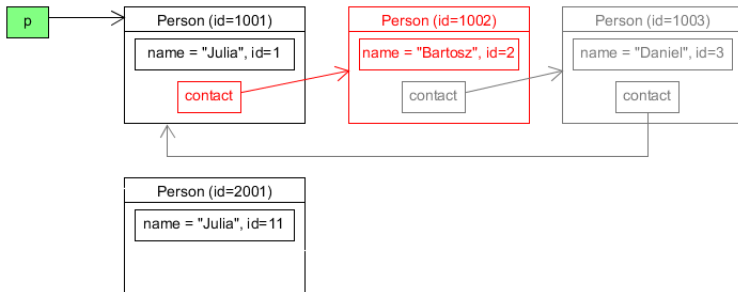 p
Person (id=1001)
name = "Julia", id=1
contact
Person (id=1002)
name = "Bartosz", id=2
contact
Person (id=1003)
name = "Daniel", id=3
contact
Person (id=2001)
name = "Julia", id=11